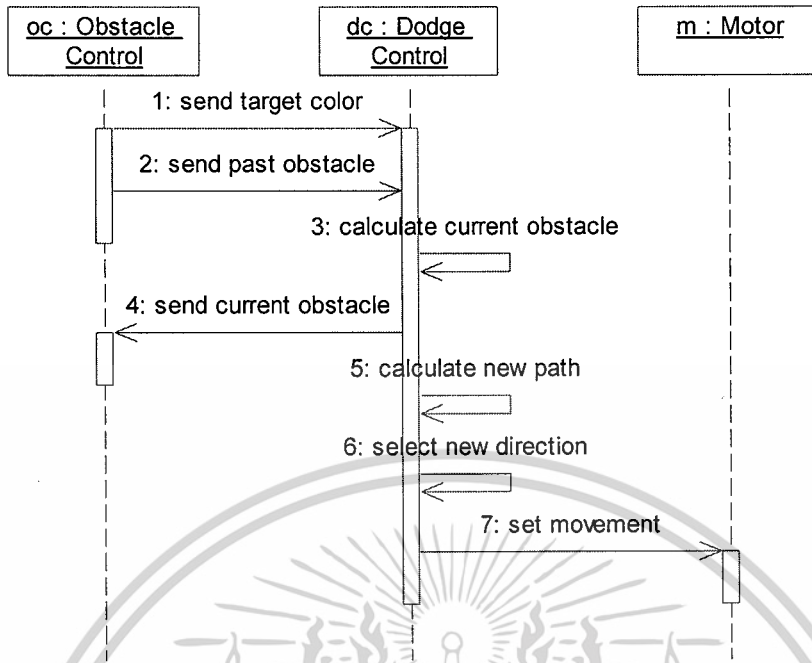 oc : Obstacle
Control
dc : Dodge
Control
m : Motor
1: send target color
2: send past obstacle
3: calculate current obstacle
4: send current obstacle
5: calculate new path
6: select new direction
7: set movement